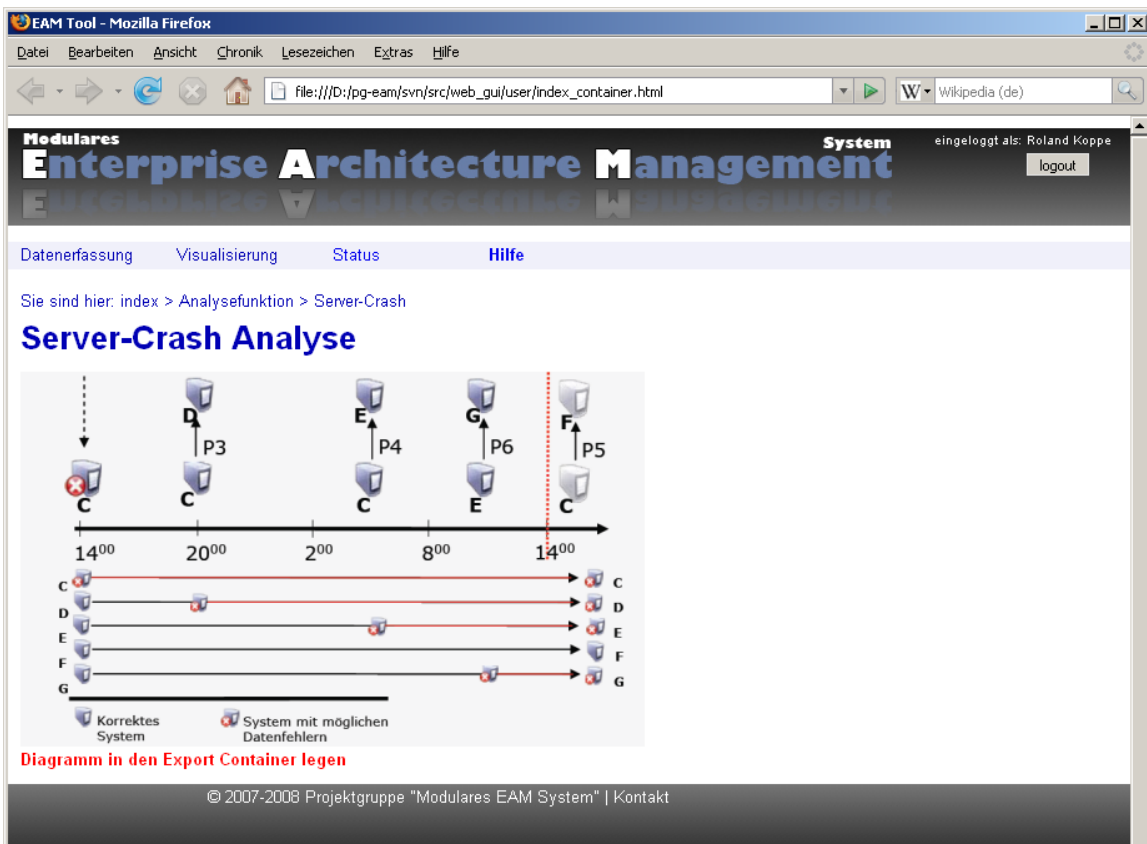 EAM Tool - Mozilla Firefox
Datei Bearbeiten Ansicht Chronik Lesezeichen Extras Hilfe
file:///D:/pg-eam/svn/src/web_gui/user/index_container.html
W Wikipedia (de)
Modulares
System
Enterprise Architecture Management
eingeloggt als: Roland Koppe
logout
Datenerfassung Visualisierung Status Hilfe
Sie sind hier: index > Analysefunktion > Server-Crash
Server-Crash Analyse
D E G F
P3 P4 P6 P5
C C C E C
14⁰⁰ 20⁰⁰ 2⁰⁰ 8⁰⁰ 14⁰⁰
C C
D D
E E
F F
G G
Korrektes System
System mit möglichen Datenfehlern
Diagramm in den Export Container legen
© 2007-2008 Projektgruppe "Modulares EAM System" | Kontakt